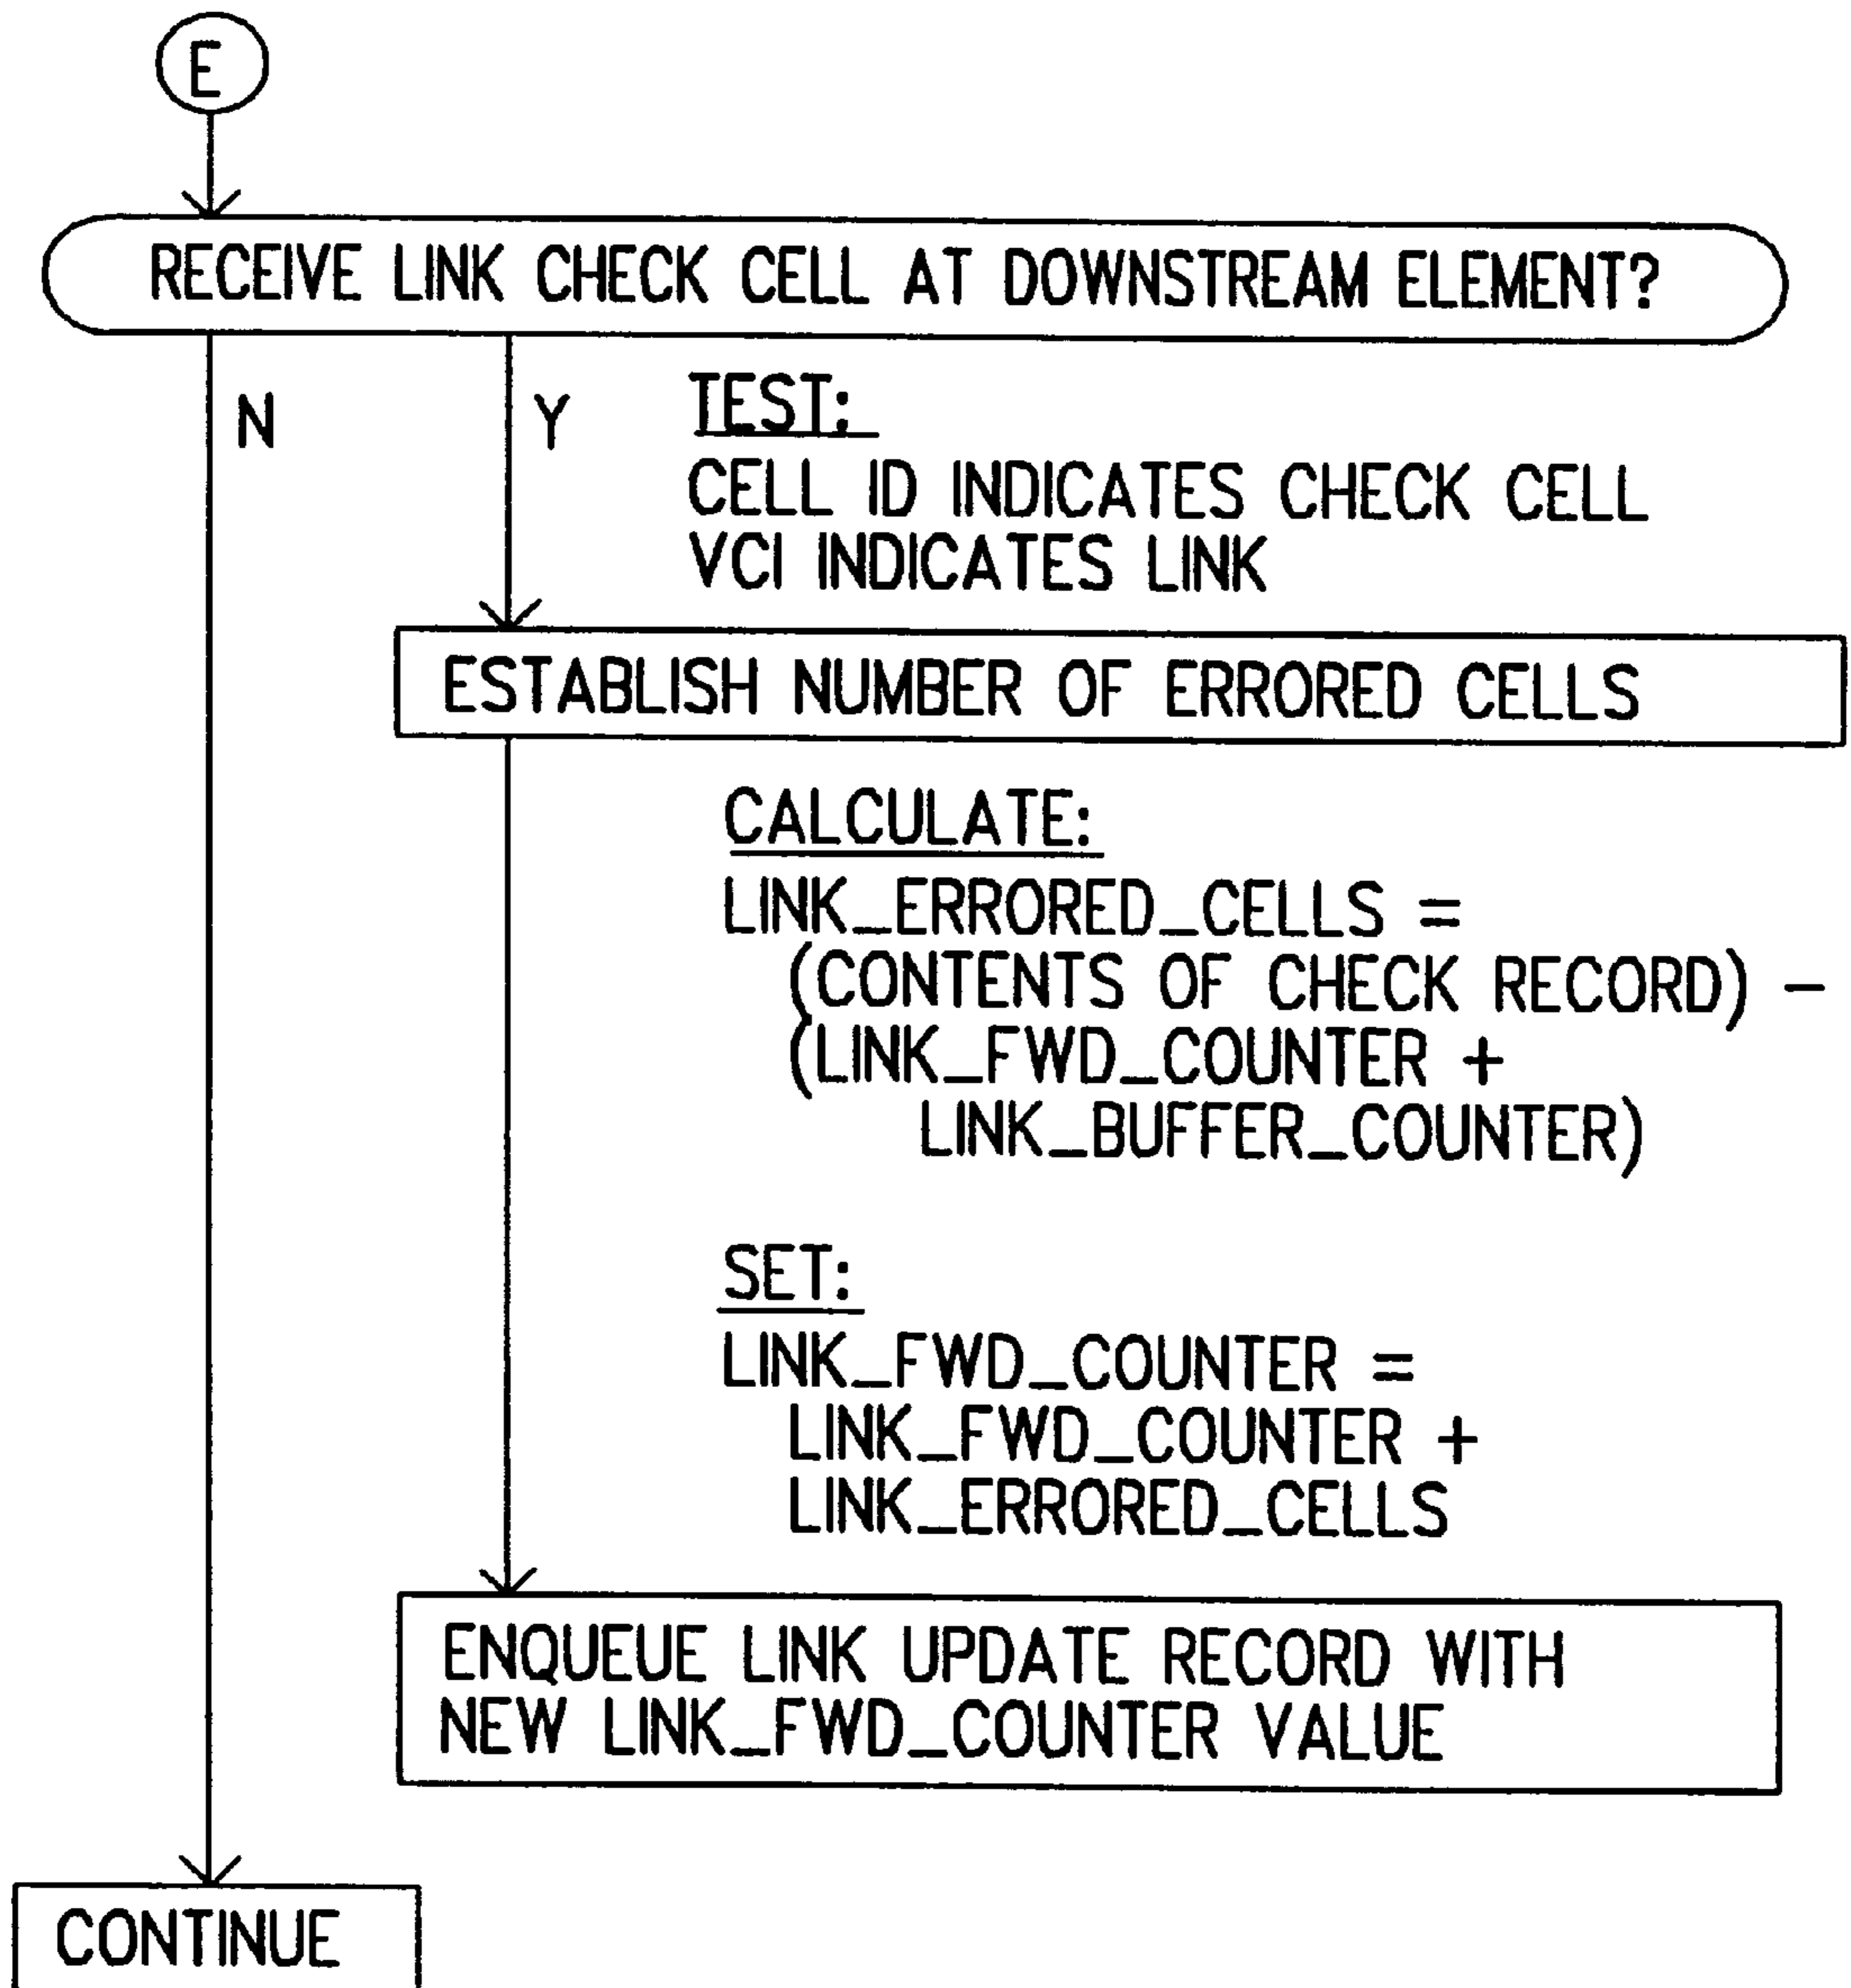 E
RECEIVE LINK CHECK CELL AT DOWNSTREAM ELEMENT?
N
Y
TEST:
CELL ID INDICATES CHECK CELL
VCI INDICATES LINK
ESTABLISH NUMBER OF ERRORED CELLS
CALCULATE:
LINK_ERRORED_CELLS =
(CONTENTS OF CHECK RECORD) –
(LINK_FWD_COUNTER +
LINK_BUFFER_COUNTER)
SET:
LINK_FWD_COUNTER =
LINK_FWD_COUNTER +
LINK_ERRORED_CELLS
ENQUEUE LINK UPDATE RECORD WITH
NEW LINK_FWD_COUNTER VALUE
CONTINUE